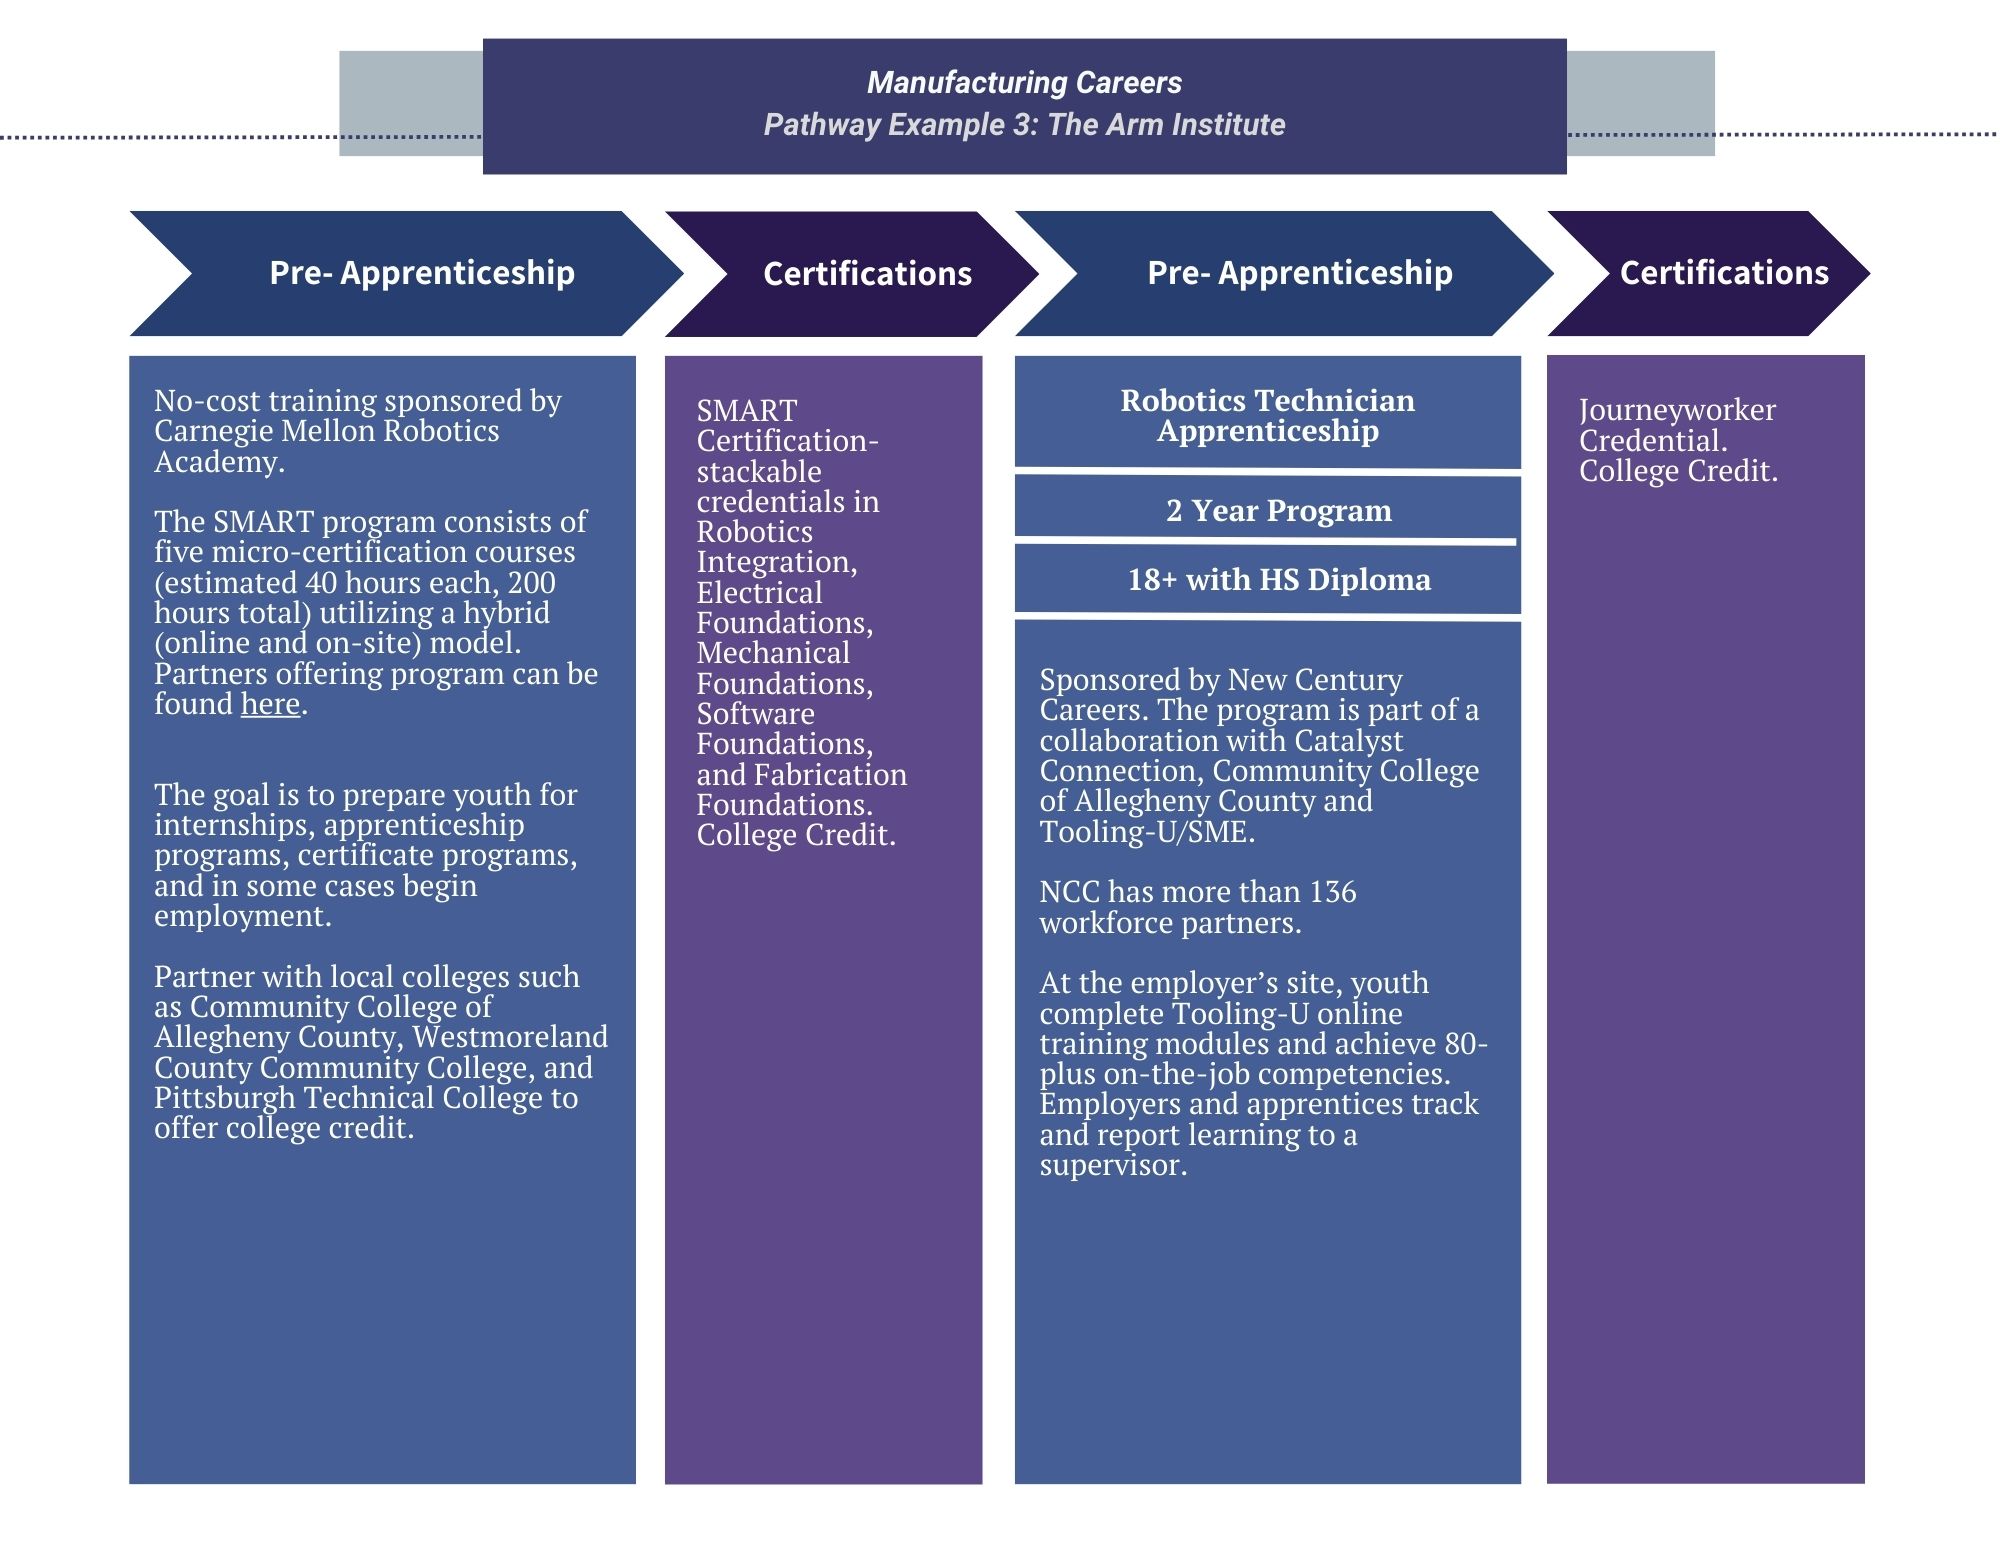 Manufacturing Careers
Pathway Example 3: The Arm Institute
Pre- Apprenticeship
Certifications
Pre- Apprenticeship
Certifications
No-cost training sponsored by
Carnegie Mellon Robotics
Academy.
The SMART program consists of
five micro-certification courses
(estimated 40 hours each, 200
hours total) utilizing a hybrid
(online and on-site) model.
Partners offering program can be
found here.
The goal is to prepare youth for
internships, apprenticeship
programs, certificate programs,
and in some cases begin
employment.
Partner with local colleges such
as Community College of
Allegheny County, Westmoreland
County Community College, and
Pittsburgh Technical College to
offer college credit.
SMART
Certification-
stackable
credentials in
Robotics
Integration,
Electrical
Foundations,
Mechanical
Foundations,
Software
Foundations,
and Fabrication
Foundations.
College Credit.
Robotics Technician
Apprenticeship
2 Year Program
18+ with HS Diploma
Sponsored by New Century
Careers. The program is part of a
collaboration with Catalyst
Connection, Community College
of Allegheny County and
Tooling-U/SME.
NCC has more than 136
workforce partners.
At the employer’s site, youth
complete Tooling-U online
training modules and achieve 80-
plus on-the-job competencies.
Employers and apprentices track
and report learning to a
supervisor.
Journeyworker
Credential.
College Credit.